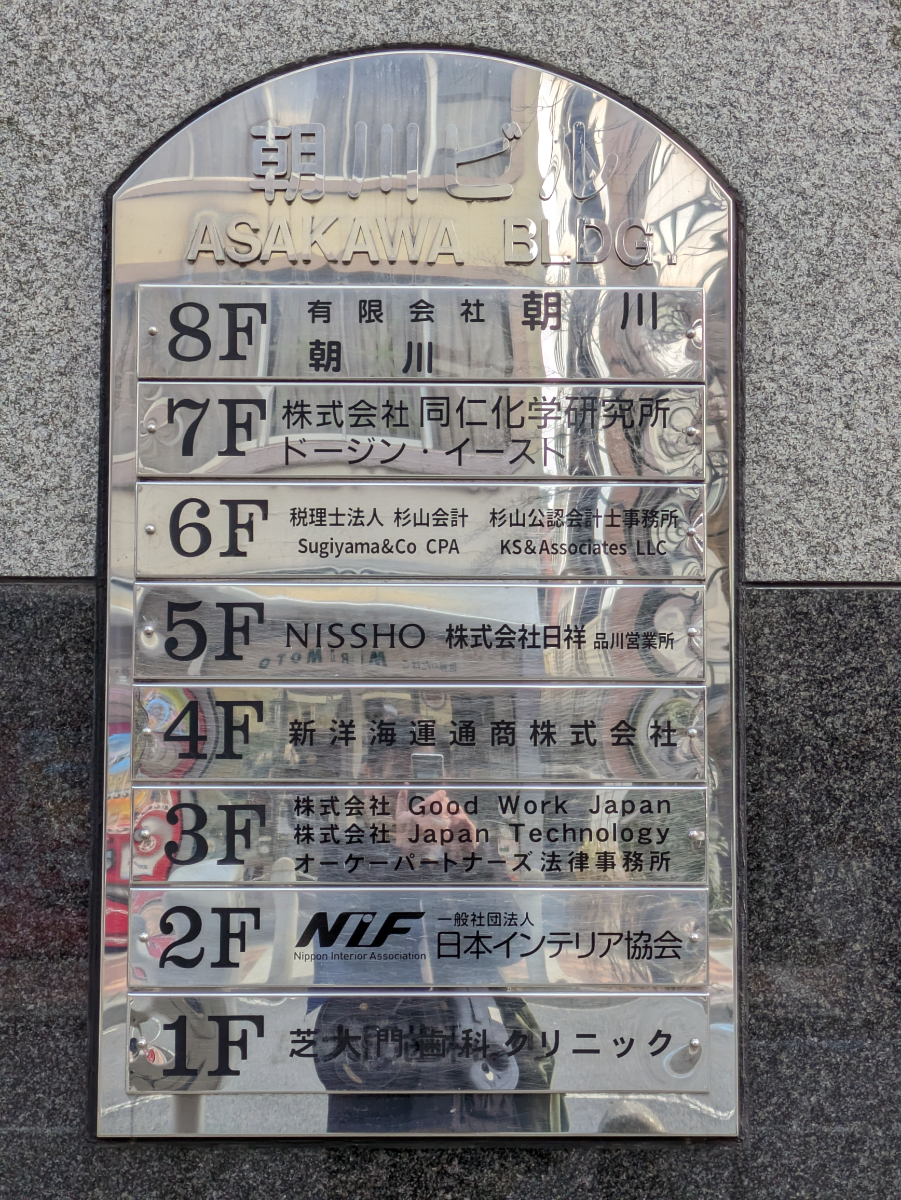 朝川ビル
ASAKAWA BLDG.
8F 有限会社 朝川
朝川
7F 株式会社 同仁化学研究所
ドージン・イースト
6F 税理士法人 杉山会計 杉山公認会計士事務所
Sugiyama&Co CPA KS&Associates LLC
5F NISSHO 株式会社日祥 品川営業所
4F 新洋海運通商株式会社
3F 株式会社 Good Work Japan
株式会社 Japan Technology
オーケーパートナーズ法律事務所
2F NiF 一般社団法人
Nippon Interior Association 日本インテリア協会
1F 芝大門歯科クリニック